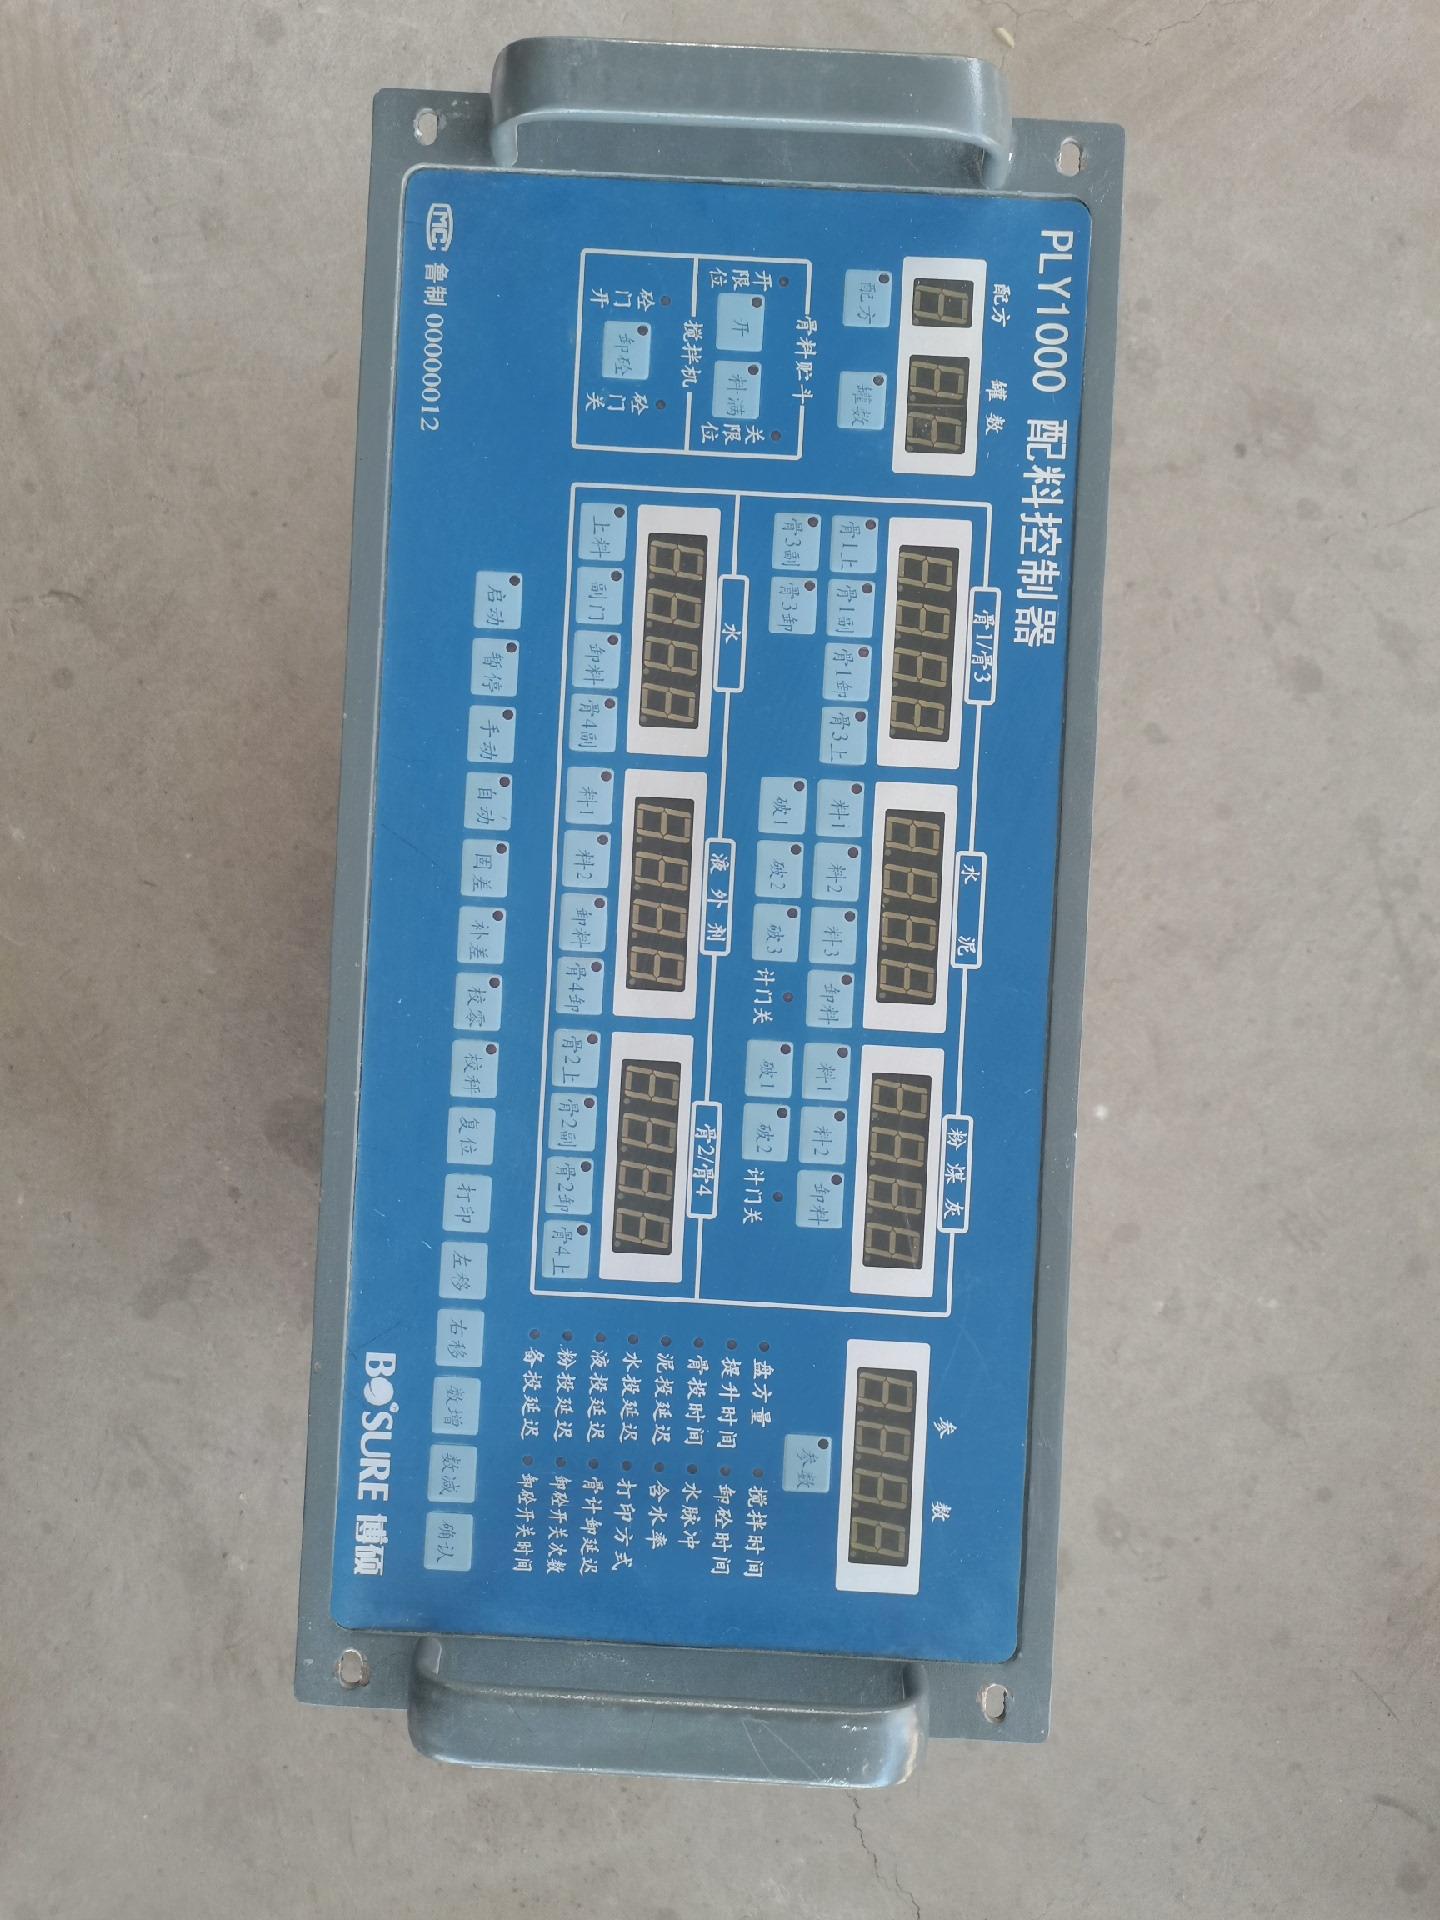 PLY1000 配料控制器
配方 罐数
配方 罐数
骨料贮斗
开限位
开 料满
关限位
搅拌机
砼门开
卸砼
砼门关
骨1/骨3
骨1上 骨1副 骨1卸 骨3上
骨3副 骨3卸
水泥
料1 料2 料3 卸料
破1 破2 破3 计门关
粉煤灰
料1 料2 卸料
破1 破2 计门关
水
上料 副门 卸料 骨4副
液外剂
料1 料2 卸料 骨4卸
骨2/骨4
骨2上 骨2副 骨2卸 骨4上
参数
参数
盘方量 搅拌时间
提升时间 卸砼时间
骨投时间 水脉冲
泥投延迟 含水率
水投延迟 打印方式
液投延迟 骨计卸延迟
粉投延迟 卸砼开关次数
备投延迟 卸砼开关时间
启动 暂停 手动 自动 固差 补差 校零 校秤 复位 打印 左移 右移 数增 数减 确认
MC 鲁制 00000012
BOSURE 博硕